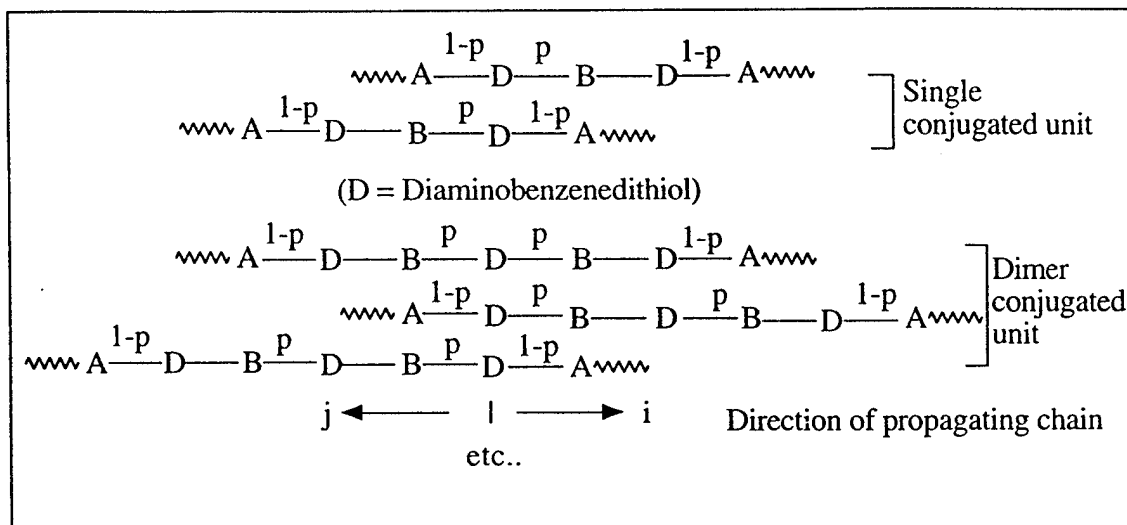 1-p p 1-p
A D B D A
Single conjugated unit
1-p p 1-p
A D B D A
(D = Diaminobenzenedithiol)
1-p p p 1-p
A D B D B D A
Dimer conjugated unit
1-p p p 1-p
A D B D B D A
1-p p p 1-p
A D B D B D A
j i Direction of propagating chain
etc..